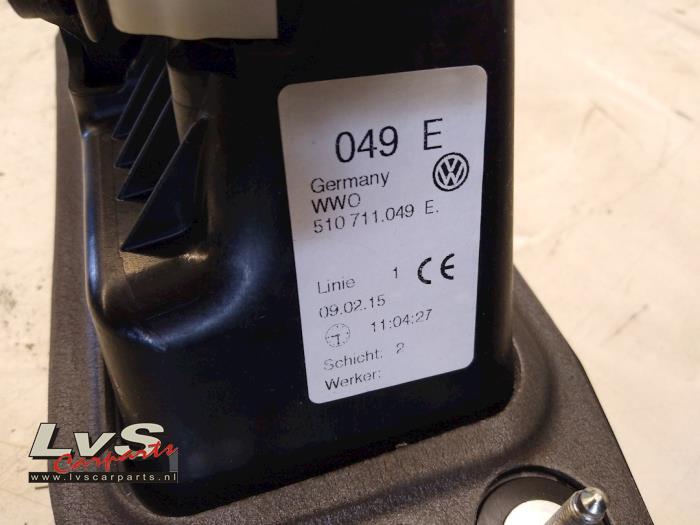 049 E
Germany
WWO
510 711.049 E.
Linie 1 CE
09.02.15
11:04:27
Schicht: 2
Werker:
LvS
Carparts
www.lvscarparts.nl